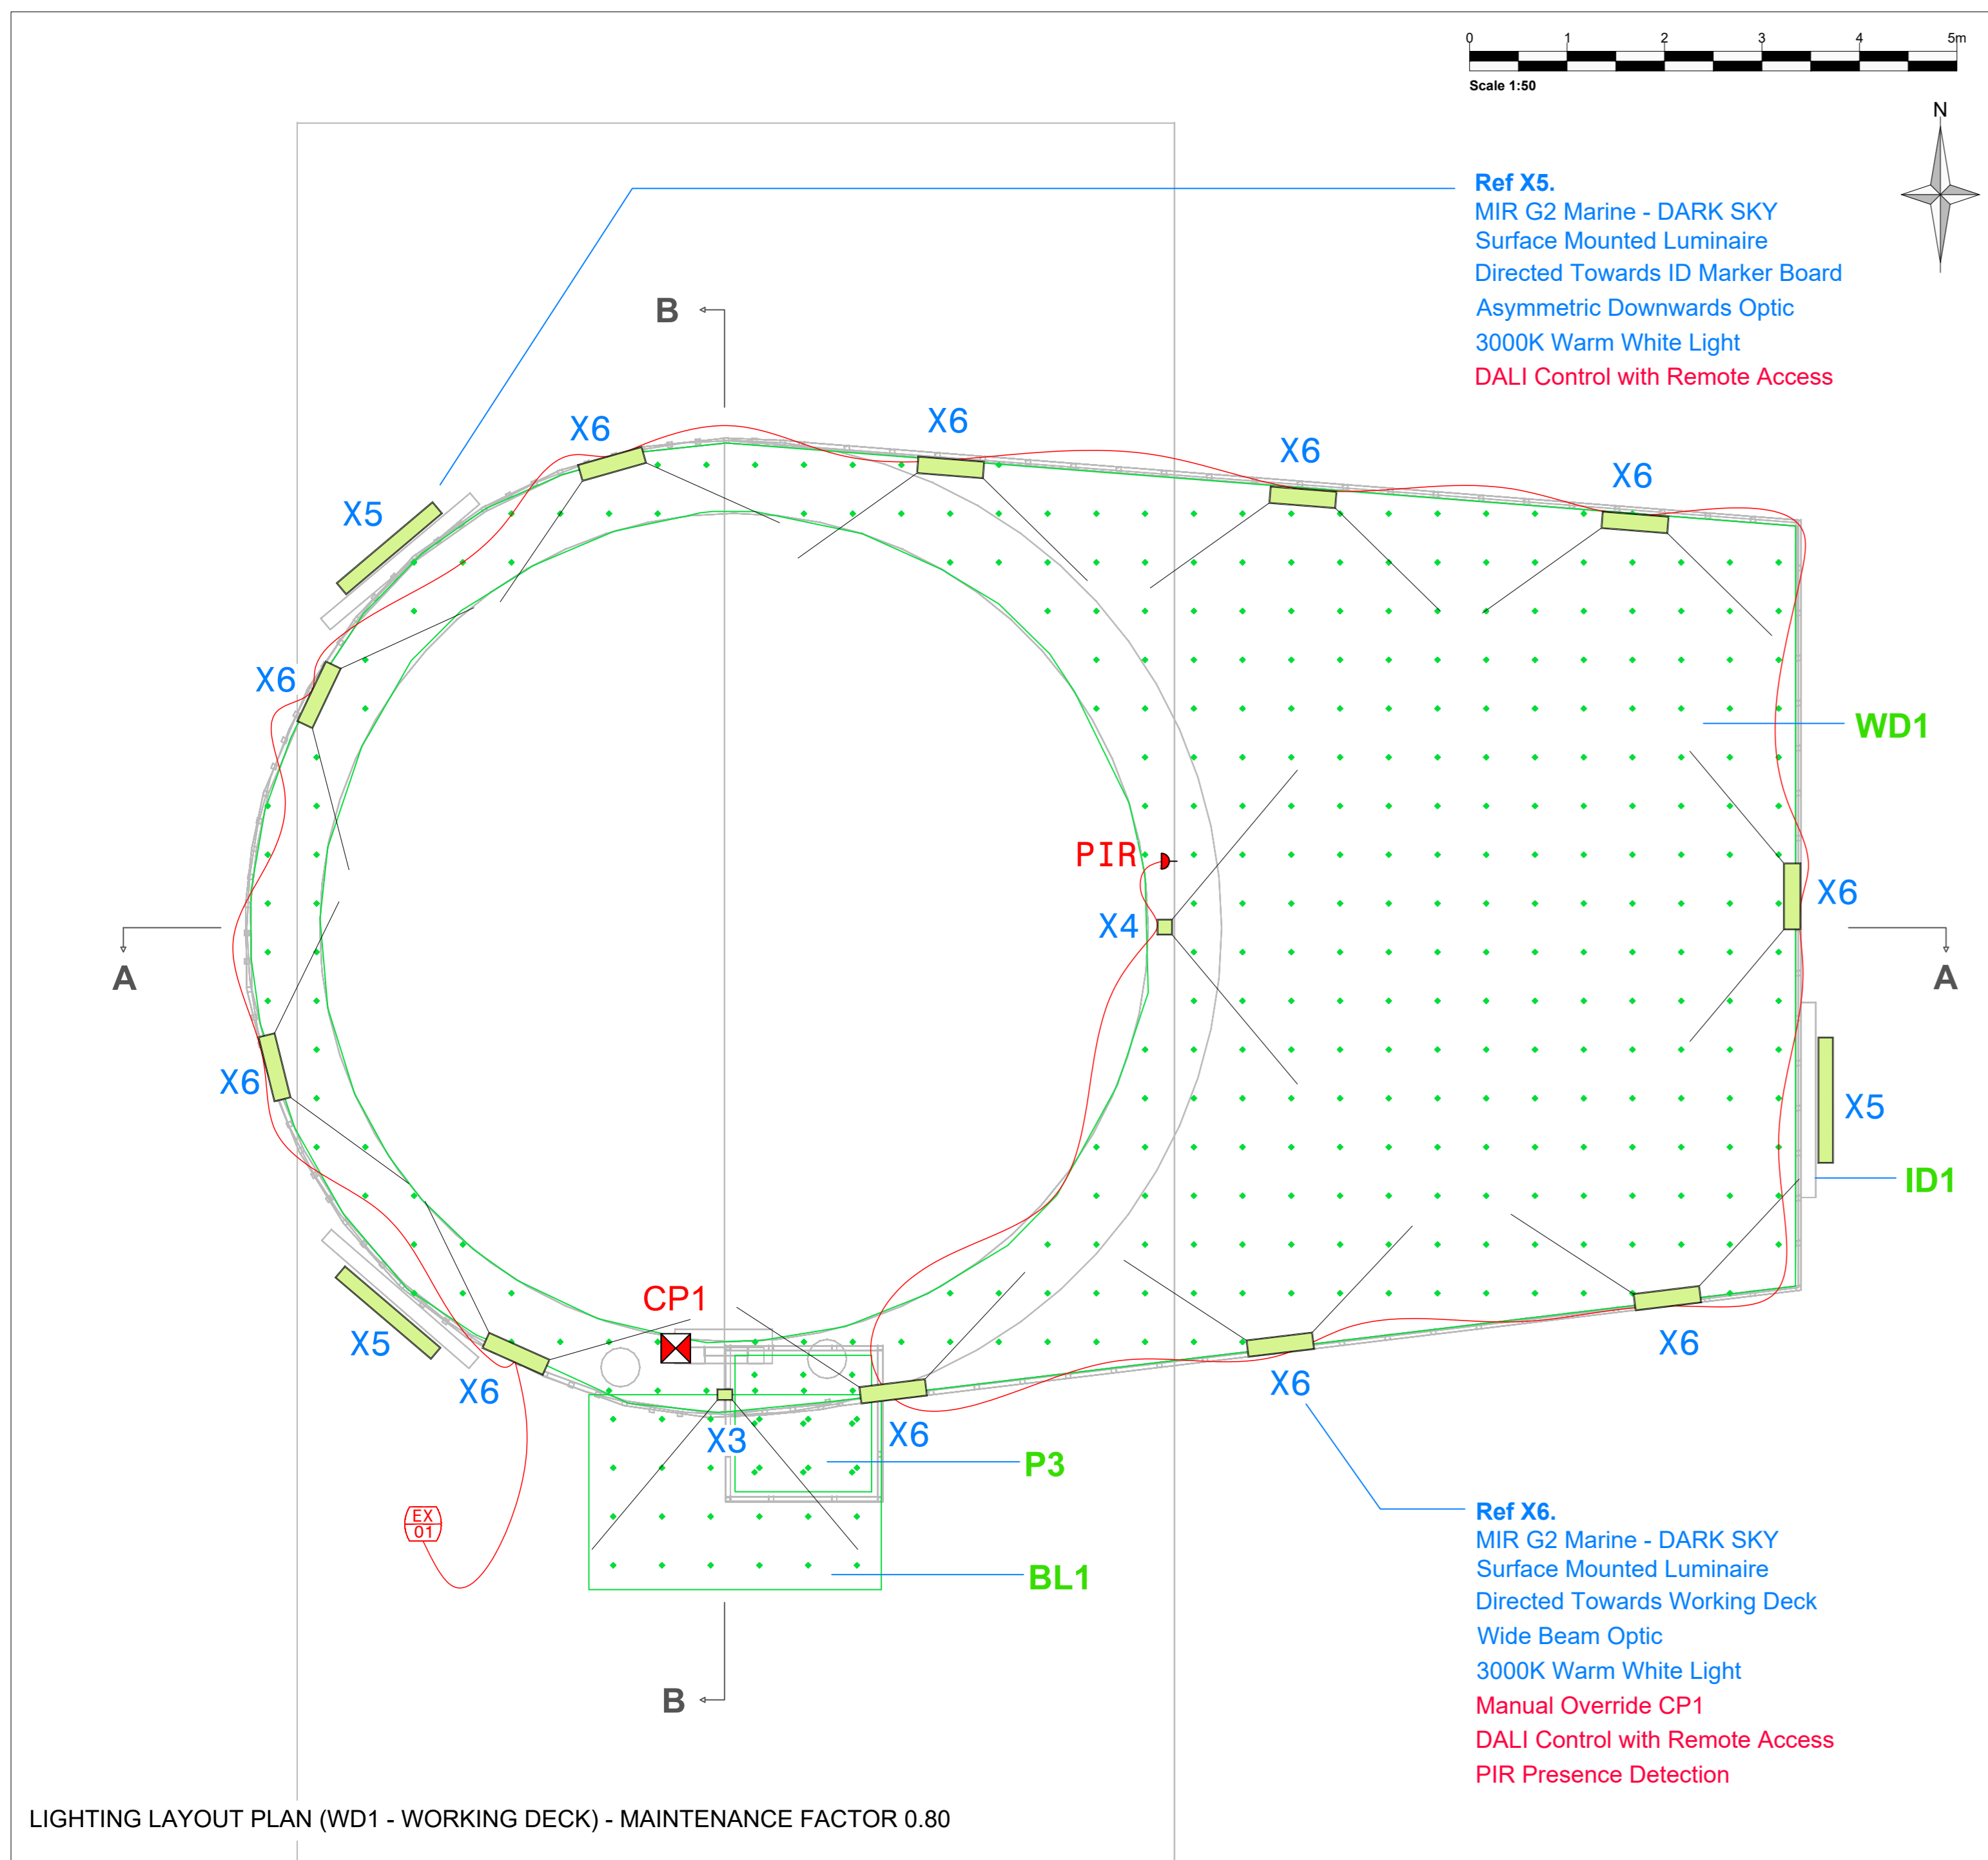 0 1 2 3 4 5m
Scale 1:50
N
Ref X5.
MIR G2 Marine - DARK SKY
Surface Mounted Luminaire
Directed Towards ID Marker Board
Asymmetric Downwards Optic
3000K Warm White Light
DALI Control with Remote Access
B
X6
X6
X6
X6
X5
X6
WD1
PIR
X6
X4
A
A
X6
X5
ID1
CP1
X5
X6
X6
X6
X6
X3
P3
EX
01
BL1
Ref X6.
MIR G2 Marine - DARK SKY
Surface Mounted Luminaire
Directed Towards Working Deck
Wide Beam Optic
3000K Warm White Light
Manual Override CP1
DALI Control with Remote Access
PIR Presence Detection
B
LIGHTING LAYOUT PLAN (WD1 - WORKING DECK) - MAINTENANCE FACTOR 0.80